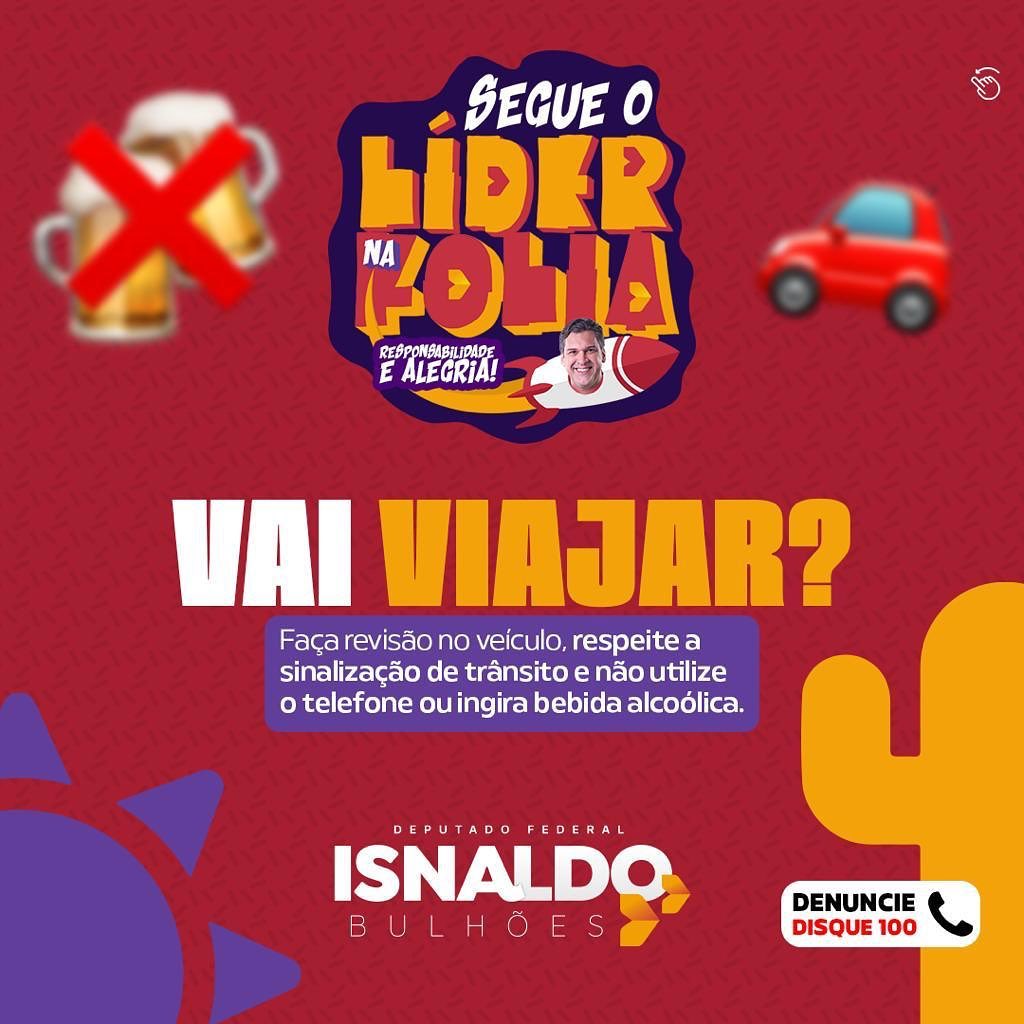 SEGUE O
LÍDER
NA
FOLIA
RESPONSABILIDADE
E ALEGRIA!
VAI VIAJAR?
Faça revisão no veículo, respeite a
sinalização de trânsito e não utilize
o telefone ou ingira bebida alcoólica.
DEPUTADO FEDERAL
ISNALDO
BULHÕES
DENUNCIE
DISQUE 100